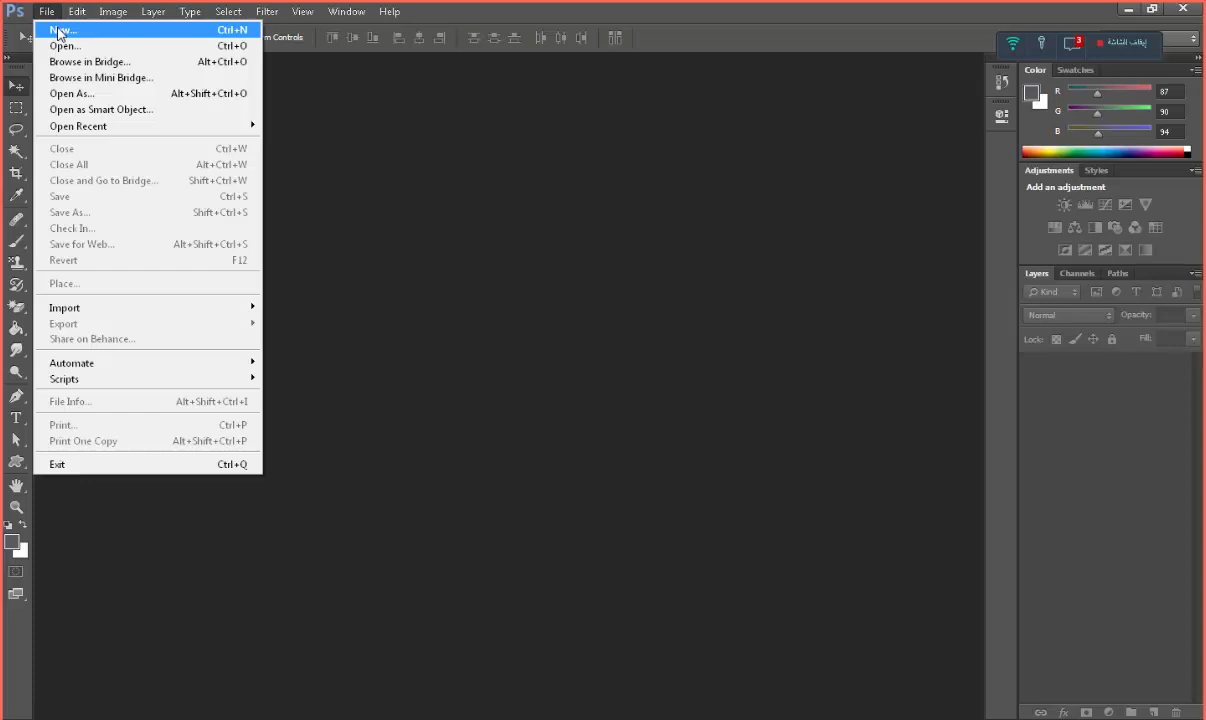 Ps File Edit Image Layer Type Select Filter View Window Help
New... Ctrl+N
Open... Ctrl+O
Browse in Bridge... Alt+Ctrl+O
Browse in Mini Bridge...
Open As... Alt+Shift+Ctrl+O
Open as Smart Object...
Open Recent
Close Ctrl+W
Close All Alt+Ctrl+W
Close and Go to Bridge... Shift+Ctrl+W
Save Ctrl+S
Save As... Shift+Ctrl+S
Check In...
Save for Web... Alt+Shift+Ctrl+S
Revert F12
Place...
Import
Export
Share on Behance...
Automate
Scripts
File Info... Alt+Shift+Ctrl+I
Print... Ctrl+P
Print One Copy Alt+Shift+Ctrl+P
Exit Ctrl+Q
m Controls
3
إيقاف الشاشة
Color Swatches
R 87
G 90
B 94
Adjustments Styles
Add an adjustment
Layers Channels Paths
Kind
Normal Opacity:
Lock: Fill: